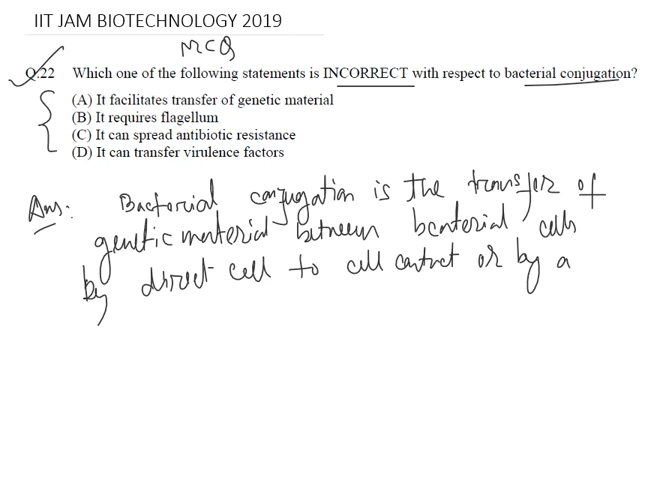 IIT JAM BIOTECHNOLOGY 2019
MCQ
Q.22 Which one of the following statements is INCORRECT with respect to bacterial conjugation?
(A) It facilitates transfer of genetic material
(B) It requires flagellum
(C) It can spread antibiotic resistance
(D) It can transfer virulence factors
Ans: Bacterial conjugation is the transfer of
genetic material between bacterial cells
by direct cell to cell contact or by a